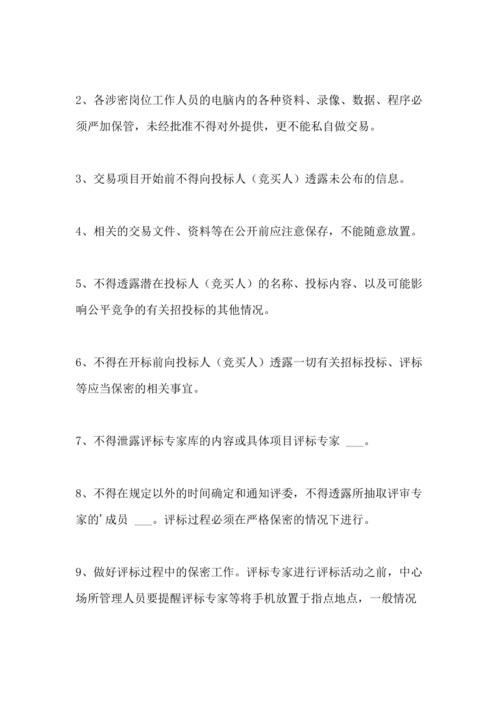 2、各涉密岗位工作人员的电脑内的各种资料、录像、数据、程序必
须严加保管，未经批准不得对外提供，更不能私自做交易。
3、交易项目开始前不得向投标人（竞买人）透露未公布的信息。
4、相关的交易文件、资料等在公开前应注意保存，不能随意放置。
5、不得透露潜在投标人（竞买人）的名称、投标内容、以及可能影
响公平竞争的有关招投标的其他情况。
6、不得在开标前向投标人（竞买人）透露一切有关招标投标、评标
等应当保密的相关事宜。
7、不得泄露评标专家库的内容或具体项目评标专家 ___。
8、不得在规定以外的时间确定和通知评委，不得透露所抽取评审专
家的'成员 ___。评标过程必须在严格保密的情况下进行。
9、做好评标过程中的保密工作。评标专家进行评标活动之前，中心
场所管理人员要提醒评标专家等将手机放置于指点地点，一般情况